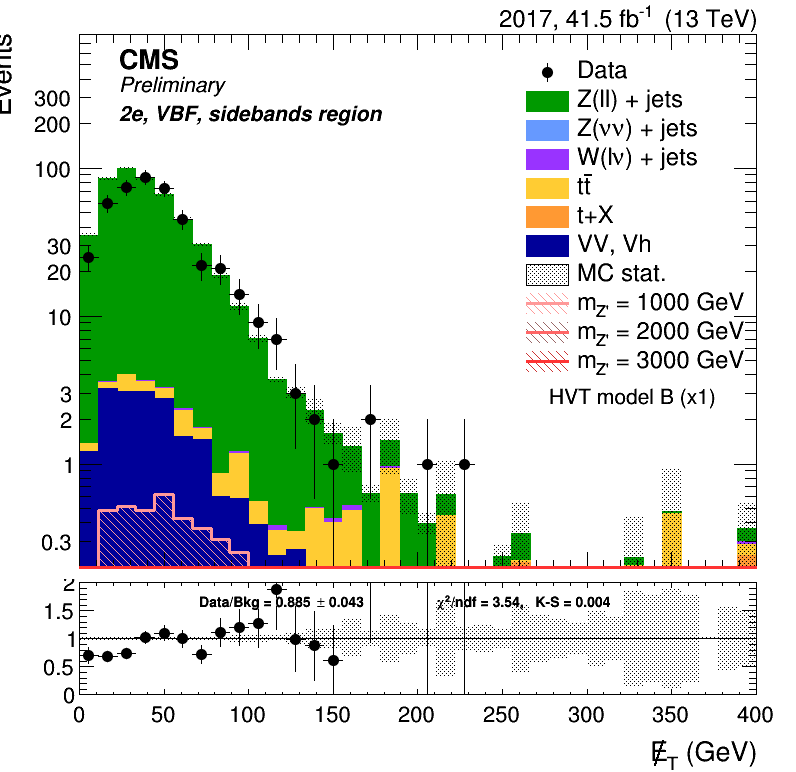 2017, 41.5 fb⁻¹ (13 TeV)
Events
CMS
Preliminary
2e, VBF, sidebands region
Data
Z(ll) + jets
Z(νν) + jets
W(lν) + jets
tt̄
t+X
VV, Vh
MC stat.
m_Z' = 1000 GeV
m_Z' = 2000 GeV
m_Z' = 3000 GeV
HVT model B (x1)
300
200
100
30
20
10
3
2
1
0.3
2
1.5
1
0.5
0
Data/Bkg = 0.885 ± 0.043
χ²/ndf = 3.54, K-S = 0.004
0 50 100 150 200 250 300 350 400
E̸_T (GeV)